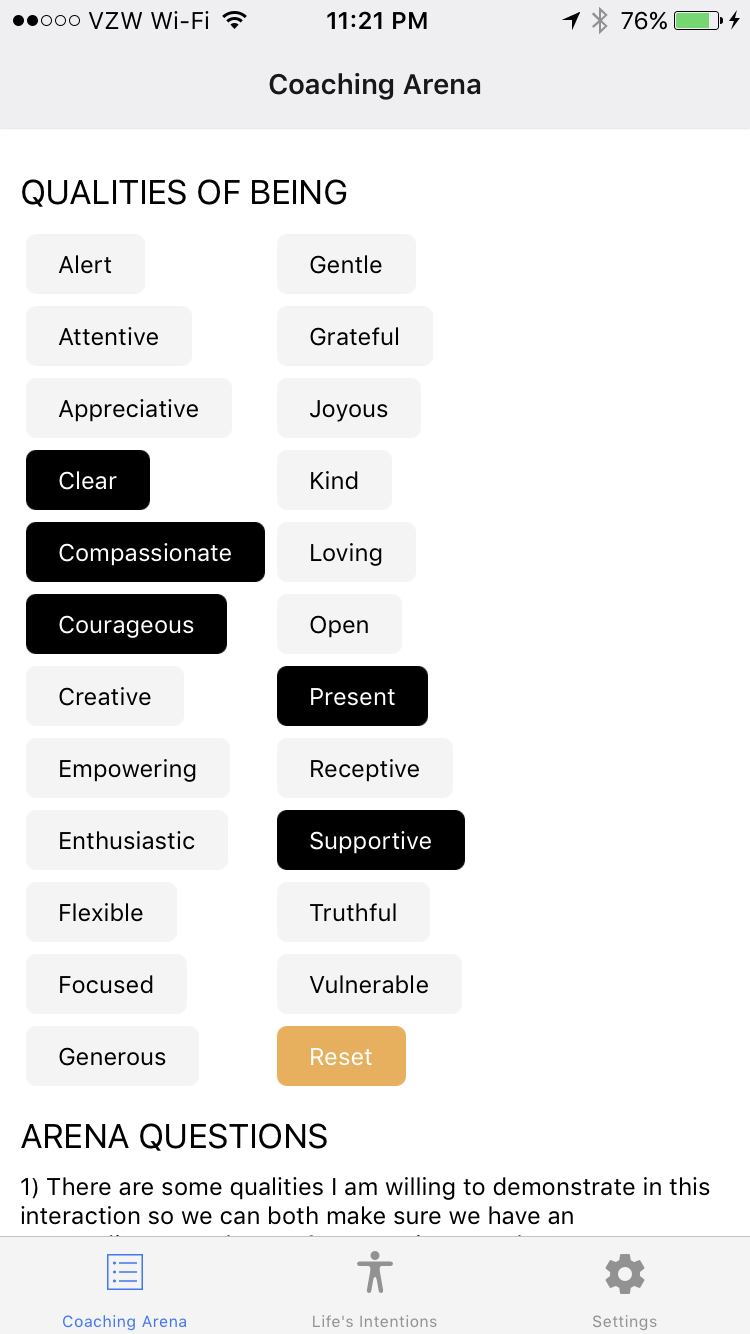 VZW Wi-Fi 11:21 PM 76%
Coaching Arena
QUALITIES OF BEING
Alert Gentle
Attentive Grateful
Appreciative Joyous
Clear Kind
Compassionate Loving
Courageous Open
Creative Present
Empowering Receptive
Enthusiastic Supportive
Flexible Truthful
Focused Vulnerable
Generous Reset
ARENA QUESTIONS
1) There are some qualities I am willing to demonstrate in this
interaction so we can both make sure we have an
Coaching Arena Life's Intentions Settings